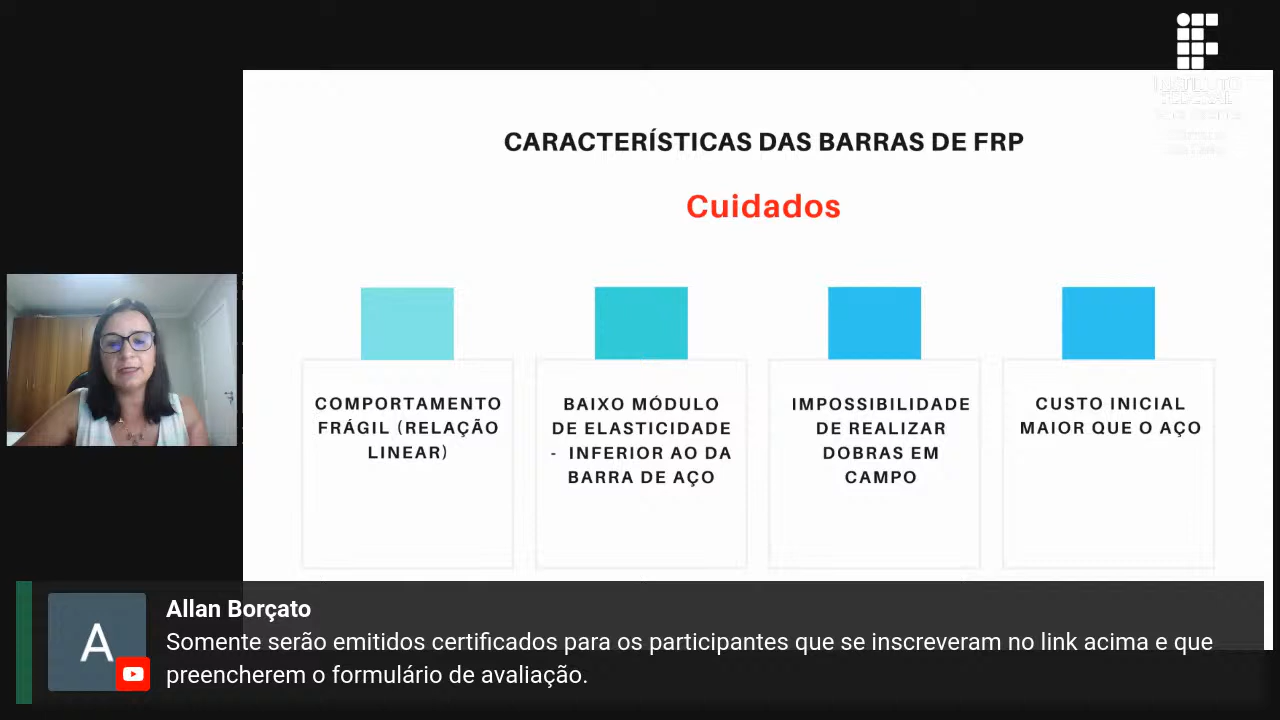 CARACTERÍSTICAS DAS BARRAS DE FRP
Cuidados
COMPORTAMENTO
FRÁGIL (RELAÇÃO
LINEAR)
BAIXO MÓDULO
DE ELASTICIDADE
- INFERIOR AO DA
BARRA DE AÇO
IMPOSSIBILIDADE
DE REALIZAR
DOBRAS EM
CAMPO
CUSTO INICIAL
MAIOR QUE O AÇO
INSTITUTO
FEDERAL
A
Allan Borçato
Somente serão emitidos certificados para os participantes que se inscreveram no link acima e que
preencherem o formulário de avaliação.